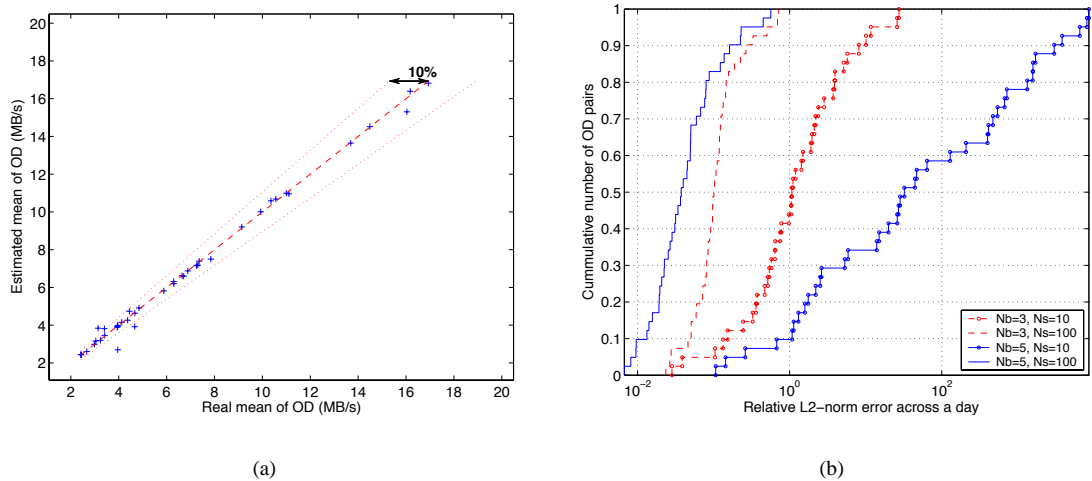 20
18
16
14
12
10
8
6
4
2
10%
2 4 6 8 10 12 14 16 18 20
Real mean of OD (MB/s)
Estimated mean of OD (MB/s)
(a)
1
0.9
0.8
0.7
0.6
0.5
0.4
0.3
0.2
0.1
0
Nb=3, Ns=10
Nb=3, Ns=100
Nb=5, Ns=10
Nb=5, Ns=100
10−2 100 102
Relative L2−norm error across a day
Cummulative number of OD pairs
(b)